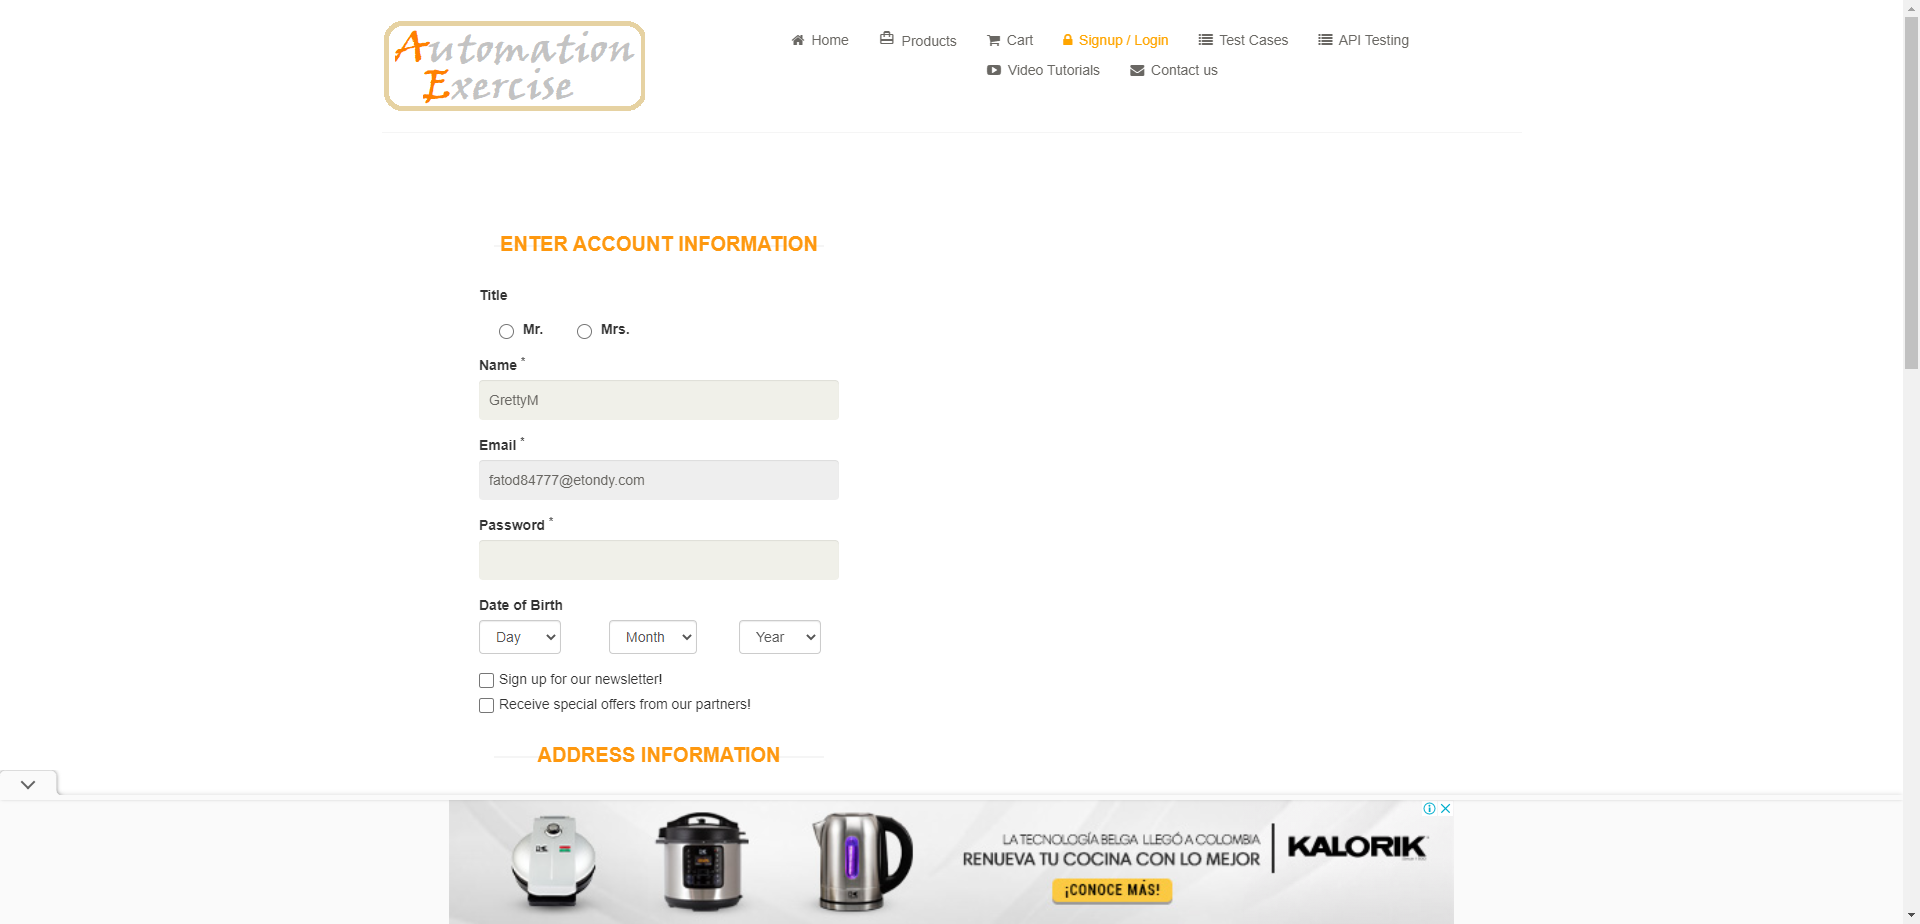 Automation
Exercise
Home
Products
Cart
Signup / Login
Test Cases
API Testing
Video Tutorials
Contact us
ENTER ACCOUNT INFORMATION
Title
Mr.
Mrs.
Name *
GrettyM
Email *
fatod84777@etondy.com
Password *
Date of Birth
Day
Month
Year
Sign up for our newsletter!
Receive special offers from our partners!
ADDRESS INFORMATION
LA TECNOLOGÍA BELGA LLEGÓ A COLOMBIA
RENUEVA TU COCINA CON LO MEJOR
¡CONOCE MÁS!
KALORIK